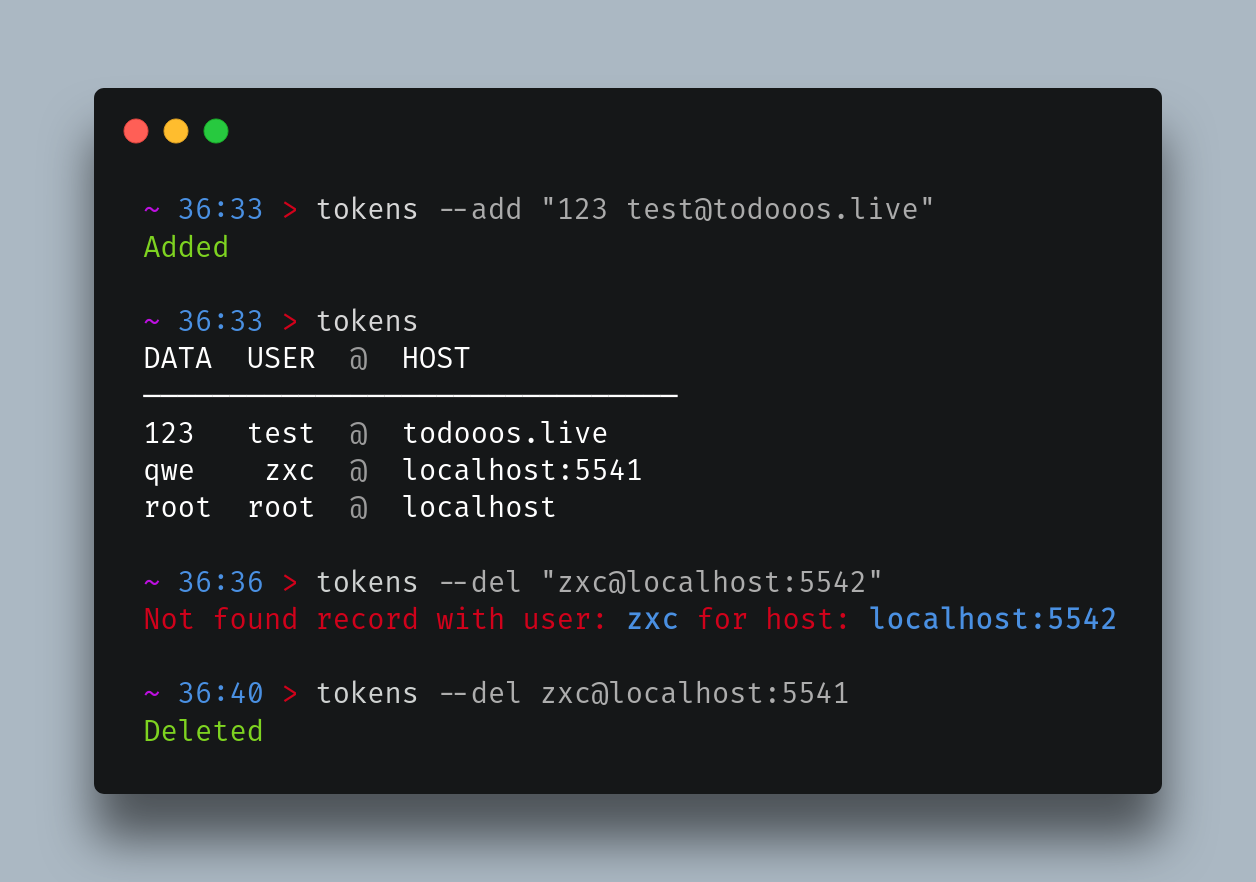 ~ 36:33 > tokens --add "123 test@todooos.live"
Added
~ 36:33 > tokens
DATA  USER  @  HOST
123   test  @  todooos.live
qwe    zxc  @  localhost:5541
root  root  @  localhost
~ 36:36 > tokens --del "zxc@localhost:5542"
Not found record with user: zxc for host: localhost:5542
~ 36:40 > tokens --del zxc@localhost:5541
Deleted